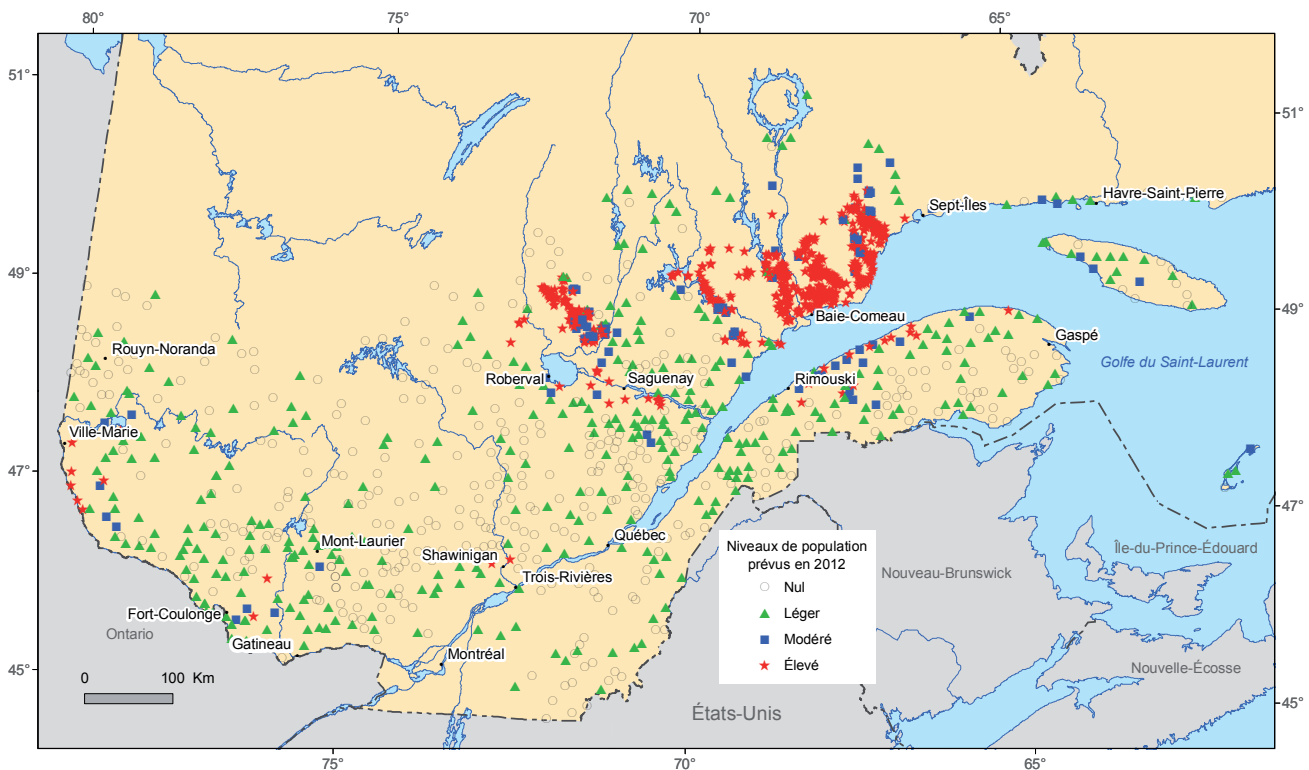 80°
75°
70°
65°
51°
51°
Havre-Saint-Pierre
Sept-Îles
49°
49°
Baie-Comeau
Gaspé
Rouyn-Noranda
Golfe du Saint-Laurent
Roberval
Saguenay
Rimouski
Ville-Marie
47°
47°
Québec
Mont-Laurier
Shawinigan
Trois-Rivières
Île-du-Prince-Édouard
Nouveau-Brunswick
Fort-Coulonge
Ontario
Gatineau
Montréal
Nouvelle-Écosse
45°
45°
0 100 Km
États-Unis
Niveaux de population
prévus en 2012
Nul
Léger
Modéré
Élevé
75°
70°
65°